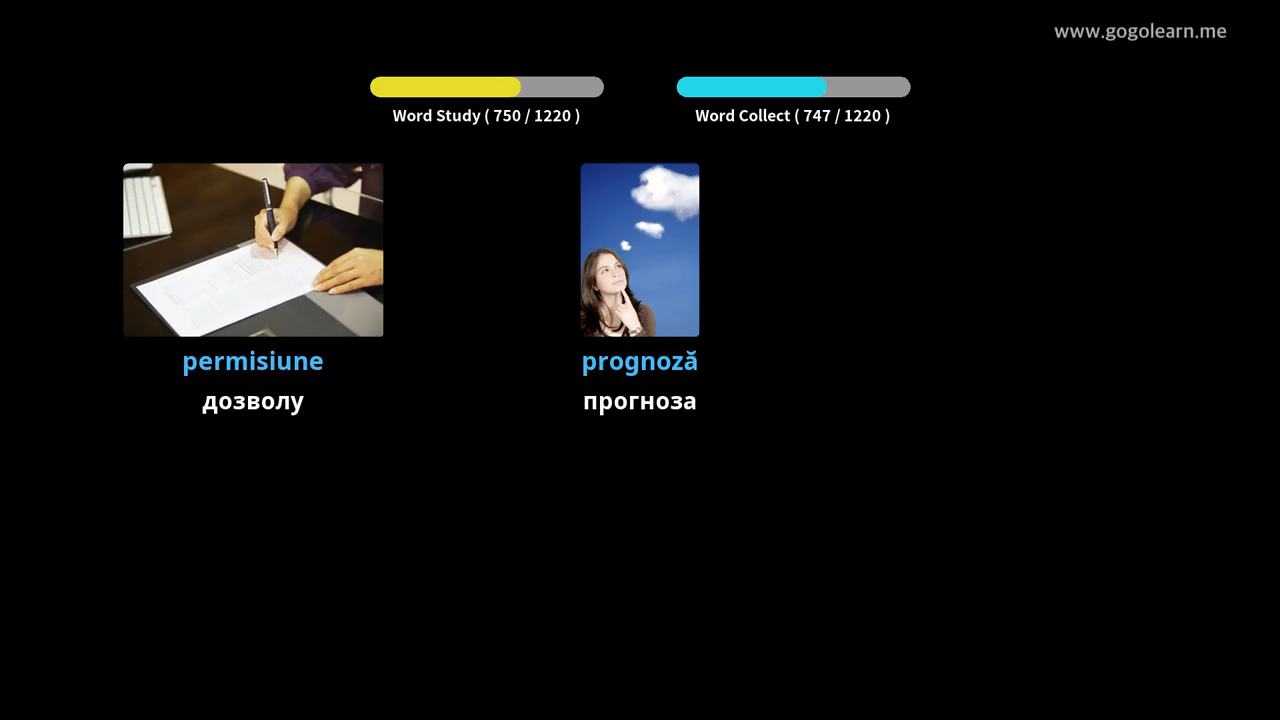 www.gogolearn.me
Word Study ( 750 / 1220 )
Word Collect ( 747 / 1220 )
permisiune
дозволу
prognoză
прогноза